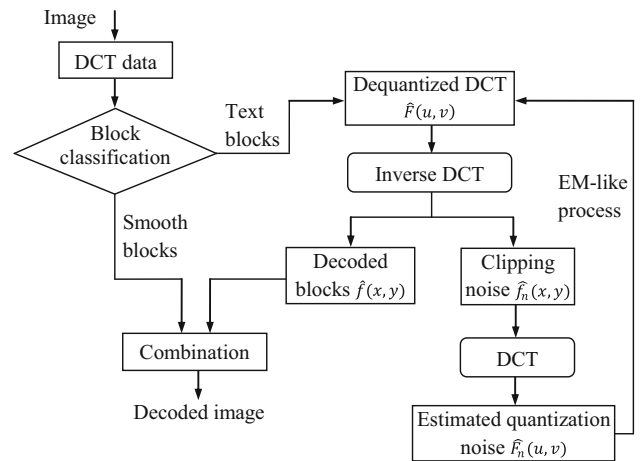 Image
DCT data
Block
classification
Text
blocks
Dequantized DCT
F̂(u, v)
Inverse DCT
EM-like
process
Smooth
blocks
Decoded
blocks f̂(x, y)
Clipping
noise f̂ₙ(x, y)
Combination
DCT
Decoded image
Estimated quantization
noise F̂ₙ(u, v)